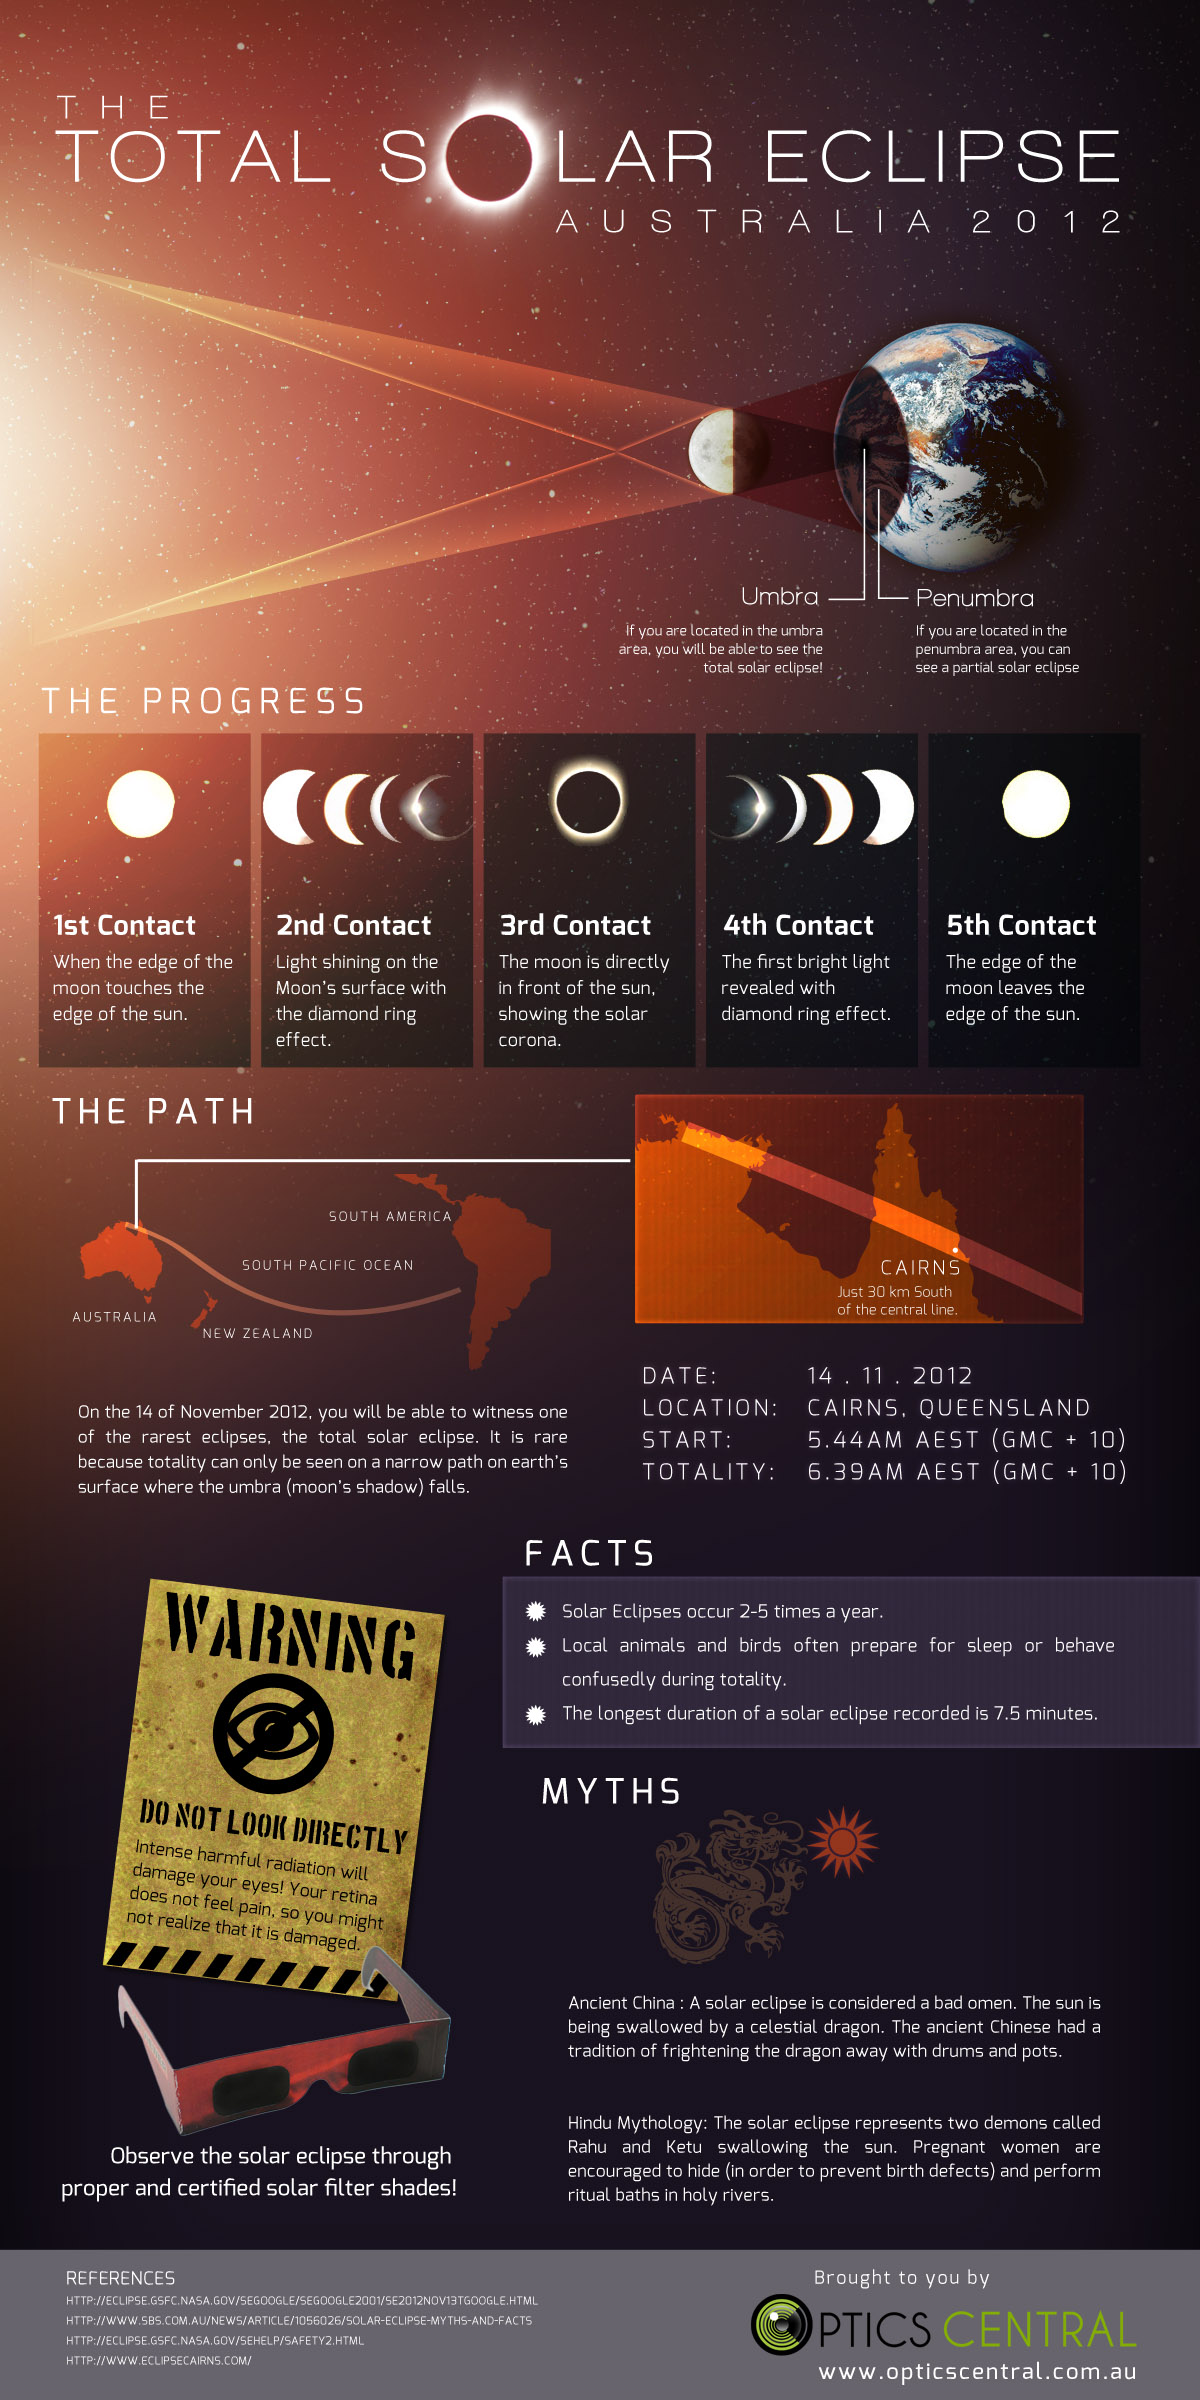 THE
TOTAL SOLAR ECLIPSE
AUSTRALIA 2012
Umbra
If you are located in the umbra
area, you will be able to see the
total solar eclipse!
Penumbra
If you are located in the
penumbra area, you can
see a partial solar eclipse
THE PROGRESS
1st Contact
When the edge of the
moon touches the
edge of the sun.
2nd Contact
Light shining on the
Moon's surface with
the diamond ring
effect.
3rd Contact
The moon is directly
in front of the sun,
showing the solar
corona.
4th Contact
The first bright light
revealed with
diamond ring effect.
5th Contact
The edge of the
moon leaves the
edge of the sun.
THE PATH
SOUTH AMERICA
SOUTH PACIFIC OCEAN
AUSTRALIA
NEW ZEALAND
CAIRNS
Just 30 km South
of the central line.
On the 14 of November 2012, you will be able to witness one
of the rarest eclipses, the total solar eclipse. It is rare
because totality can only be seen on a narrow path on earth's
surface where the umbra (moon's shadow) falls.
DATE: 14 . 11 . 2012
LOCATION: CAIRNS, QUEENSLAND
START: 5.44AM AEST (GMC + 10)
TOTALITY: 6.39AM AEST (GMC + 10)
FACTS
Solar Eclipses occur 2-5 times a year.
Local animals and birds often prepare for sleep or behave
confusedly during totality.
The longest duration of a solar eclipse recorded is 7.5 minutes.
WARNING
DO NOT LOOK DIRECTLY
Intense harmful radiation will
damage your eyes! Your retina
does not feel pain, so you might
not realize that it is damaged.
Observe the solar eclipse through
proper and certified solar filter shades!
MYTHS
Ancient China : A solar eclipse is considered a bad omen. The sun is
being swallowed by a celestial dragon. The ancient Chinese had a
tradition of frightening the dragon away with drums and pots.
Hindu Mythology: The solar eclipse represents two demons called
Rahu and Ketu swallowing the sun. Pregnant women are
encouraged to hide (in order to prevent birth defects) and perform
ritual baths in holy rivers.
REFERENCES
HTTP://ECLIPSE.GSFC.NASA.GOV/SEGOOGLE/SEGOOGLE2001/SE2012NOV13TGOOGLE.HTML
HTTP://WWW.SBS.COM.AU/NEWS/ARTICLE/1056026/SOLAR-ECLIPSE-MYTHS-AND-FACTS
HTTP://ECLIPSE.GSFC.NASA.GOV/SEHELP/SAFETY2.HTML
HTTP://WWW.ECLIPSECAIRNS.COM/
Brought to you by
OPTICS CENTRAL
www.opticscentral.com.au